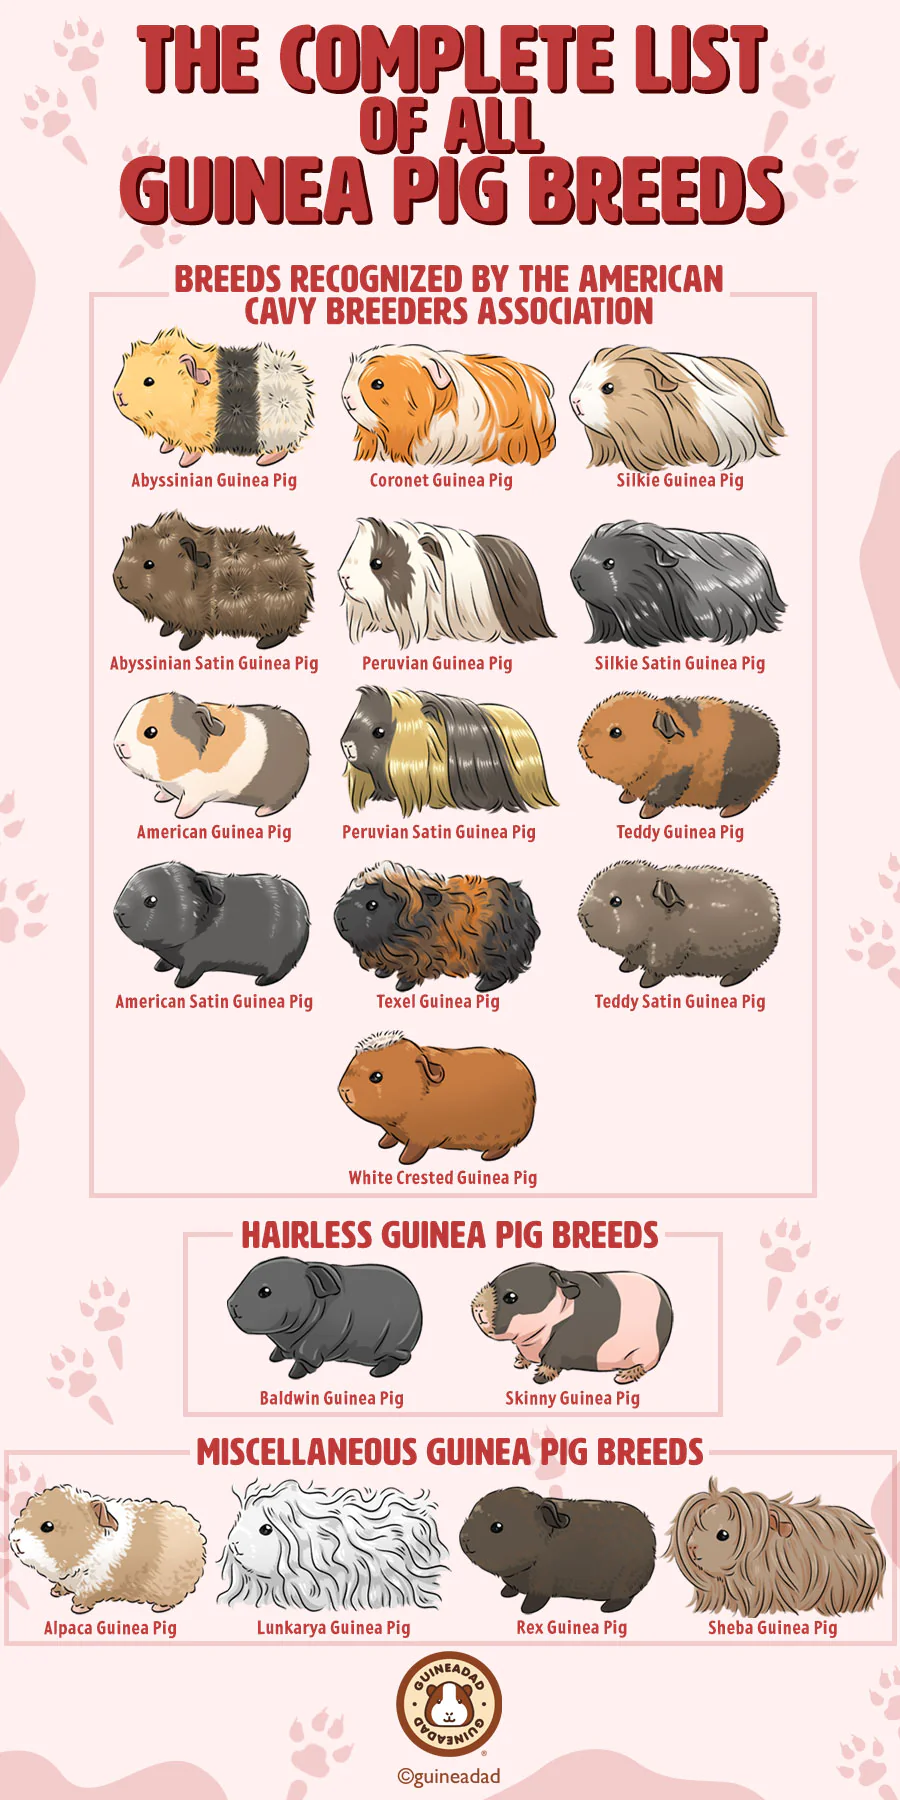 THE COMPLETE LIST
OF ALL
GUINEA PIG BREEDS
BREEDS RECOGNIZED BY THE AMERICAN
CAVY BREEDERS ASSOCIATION
Abyssinian Guinea Pig
Coronet Guinea Pig
Silkie Guinea Pig
Abyssinian Satin Guinea Pig
Peruvian Guinea Pig
Silkie Satin Guinea Pig
American Guinea Pig
Peruvian Satin Guinea Pig
Teddy Guinea Pig
American Satin Guinea Pig
Texel Guinea Pig
Teddy Satin Guinea Pig
White Crested Guinea Pig
HAIRLESS GUINEA PIG BREEDS
Baldwin Guinea Pig
Skinny Guinea Pig
MISCELLANEOUS GUINEA PIG BREEDS
Alpaca Guinea Pig
Lunkarya Guinea Pig
Rex Guinea Pig
Sheba Guinea Pig
GUINEADAD
GUINEADAD
®
©guineadad